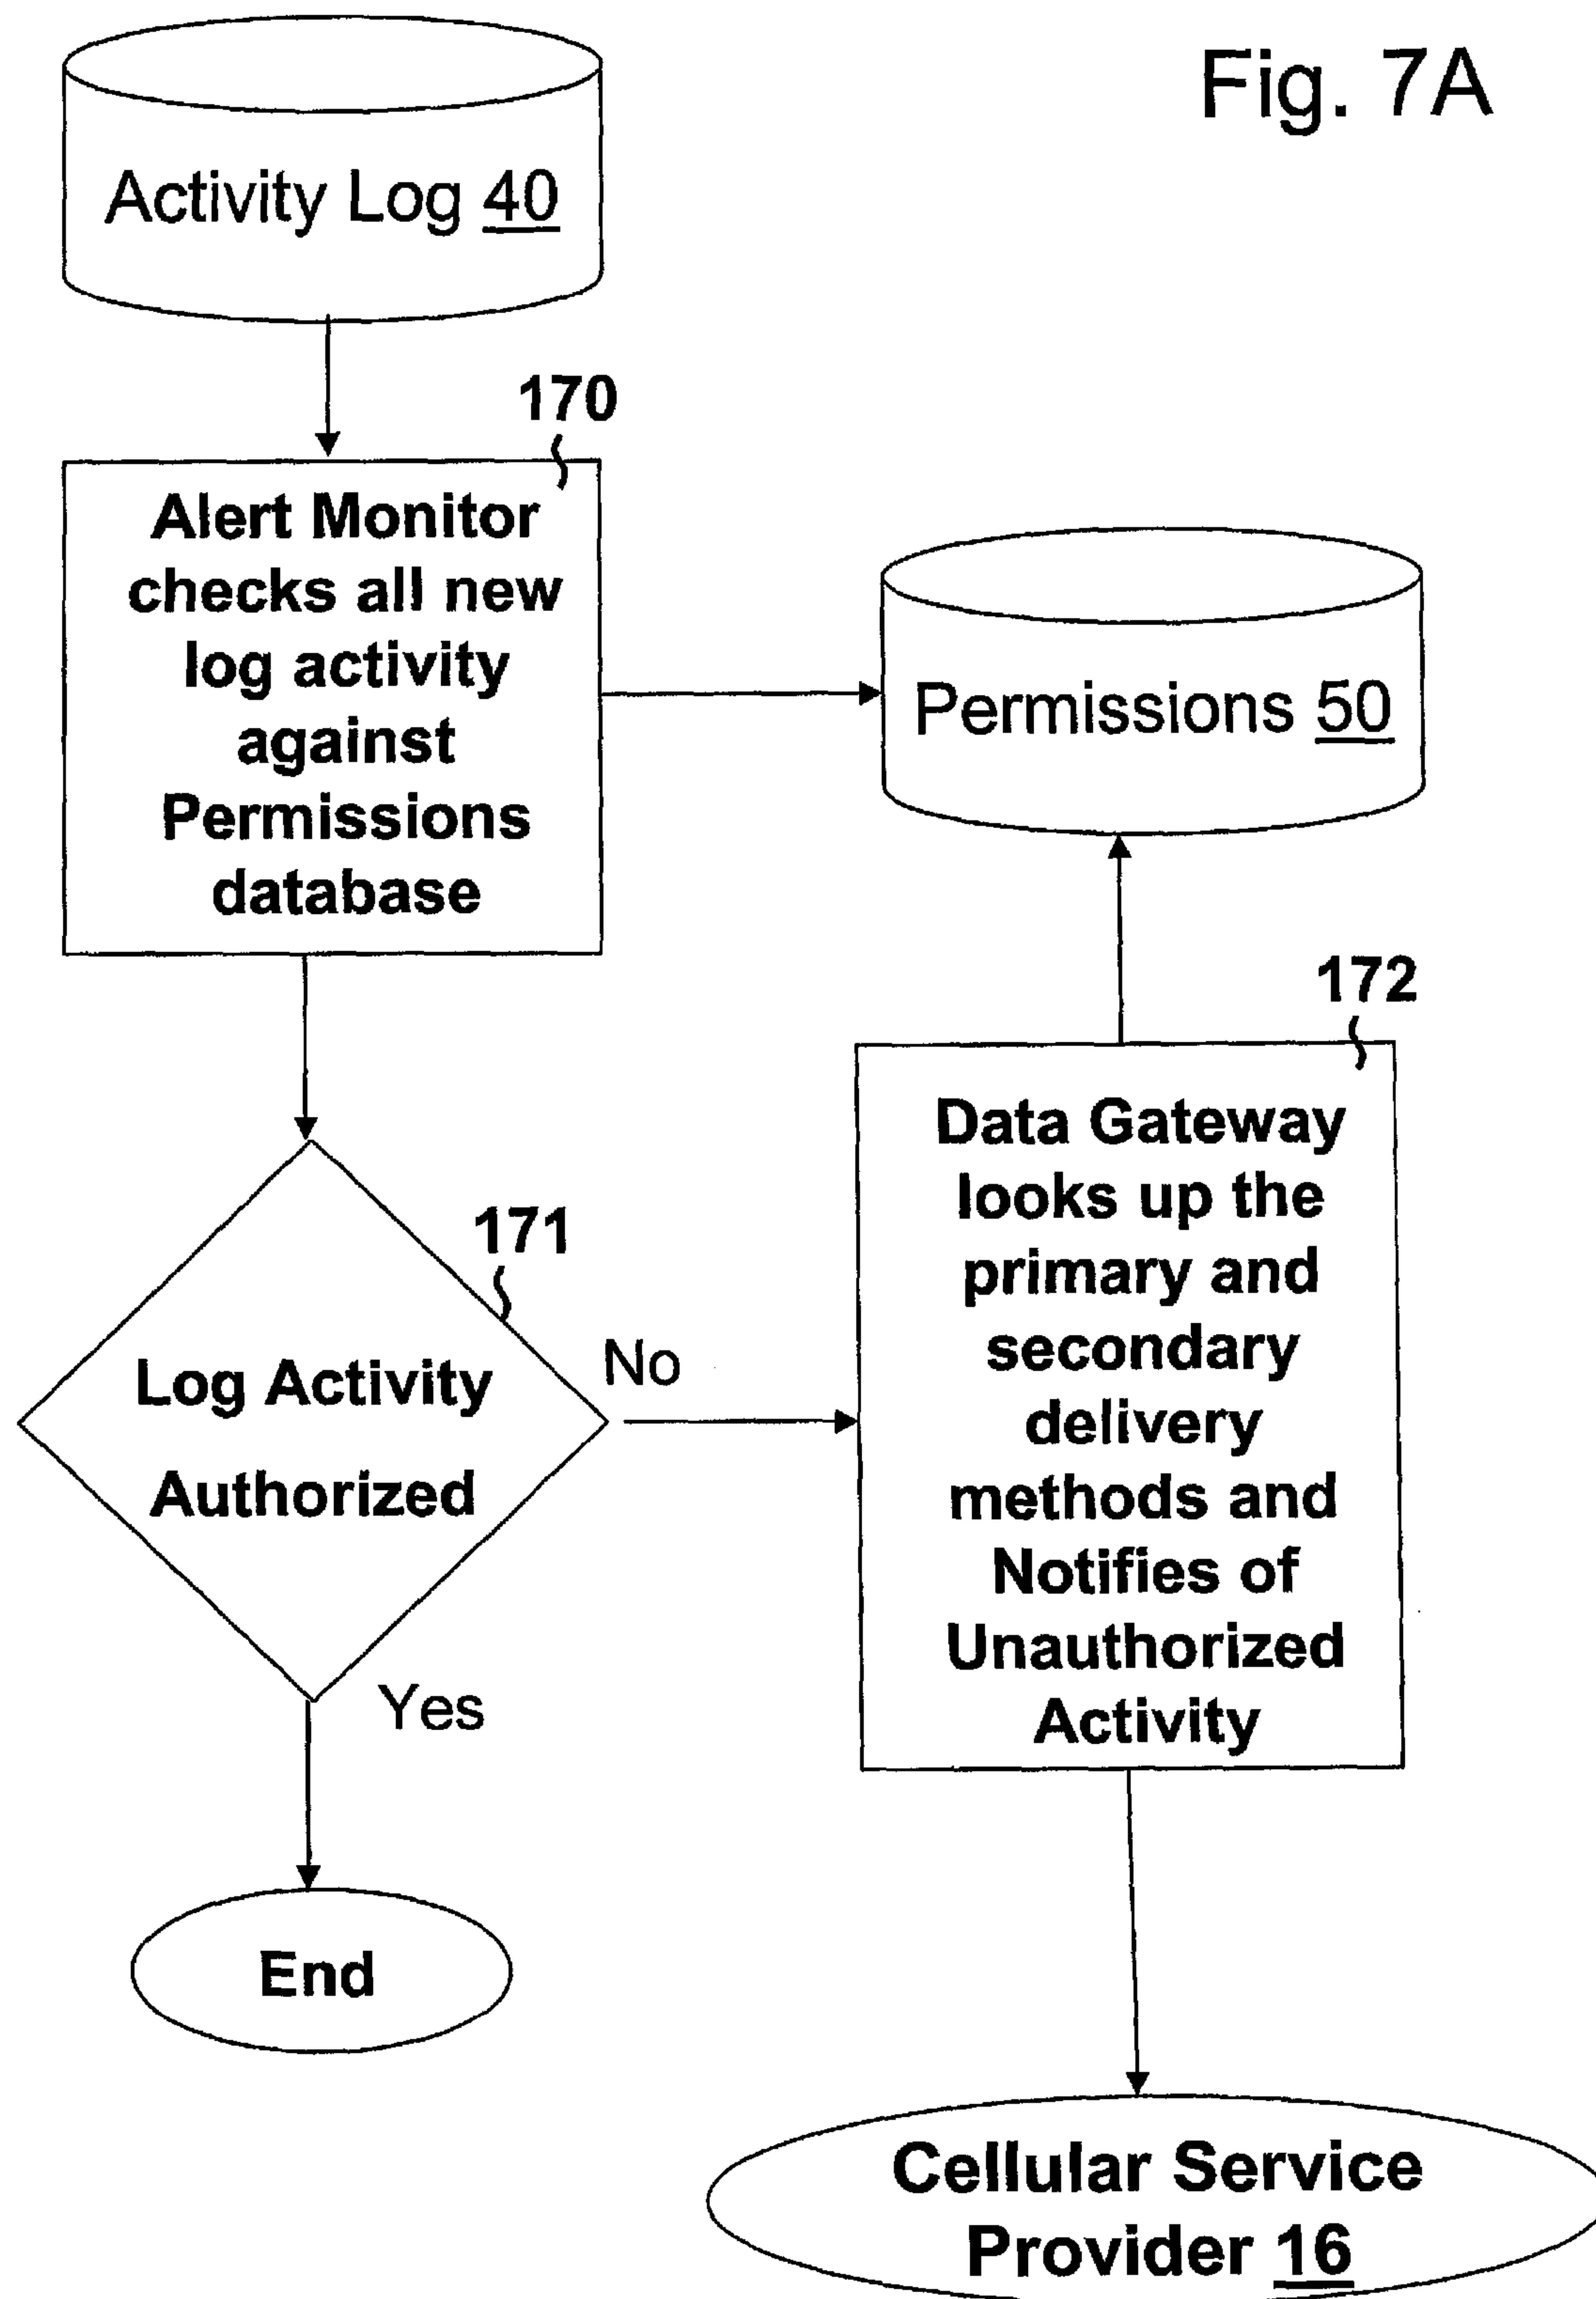 Fig. 7A
Activity Log 40
170
Alert Monitor
checks all new
log activity
against
Permissions
database
Permissions 50
172
Data Gateway
looks up the
primary and
secondary
delivery
methods and
Notifies of
Unauthorized
Activity
171
Log Activity
Authorized
No
Yes
End
Cellular Service
Provider 16